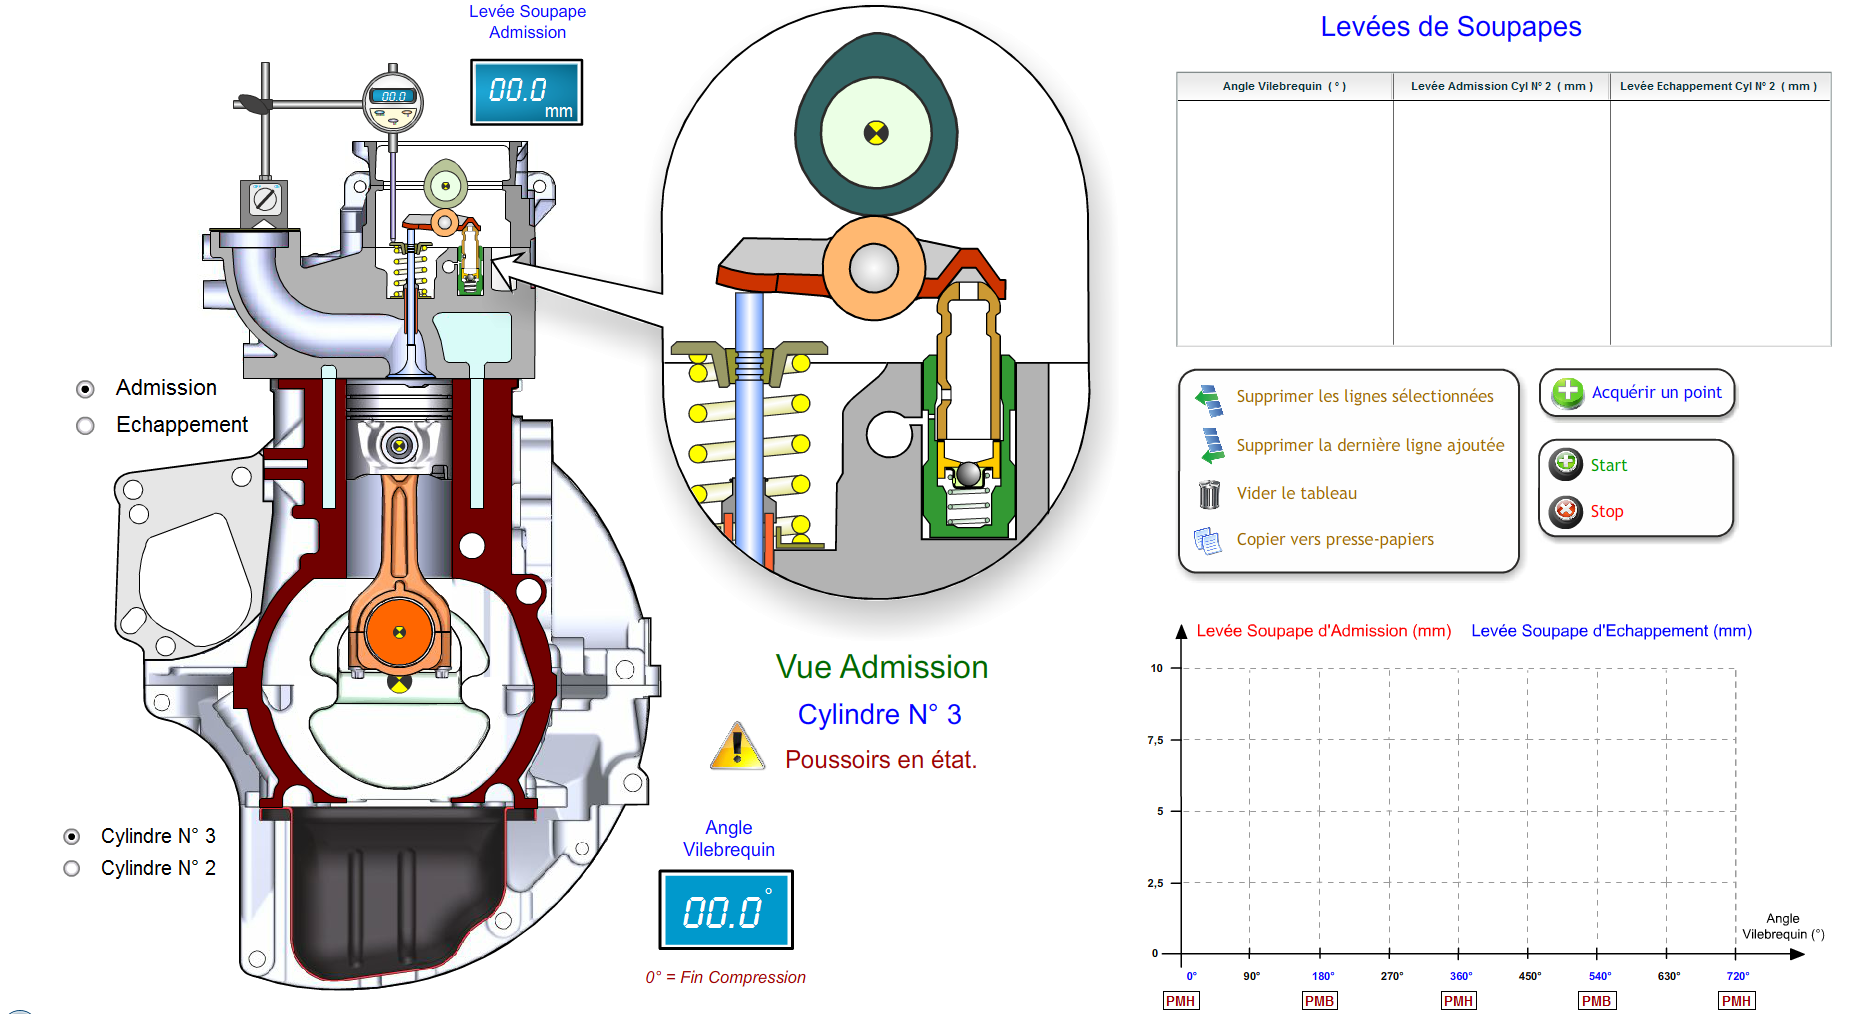 Levée Soupape
Admission
00.0
mm
00.0
Levées de Soupapes
Angle Vilebrequin ( ° )
Levée Admission Cyl N° 2 ( mm )
Levée Echappement Cyl N° 2 ( mm )
Admission
Echappement
Supprimer les lignes sélectionnées
Supprimer la dernière ligne ajoutée
Vider le tableau
Copier vers presse-papiers
Acquérir un point
Start
Stop
Vue Admission
Cylindre N° 3
Poussoirs en état.
Cylindre N° 3
Cylindre N° 2
Angle
Vilebrequin
00.0°
0° = Fin Compression
Levée Soupape d'Admission (mm)
Levée Soupape d'Echappement (mm)
10
7,5
5
2,5
0
Angle
Vilebrequin (°)
0°
90°
180°
270°
360°
450°
540°
630°
720°
PMH
PMB
PMH
PMB
PMH